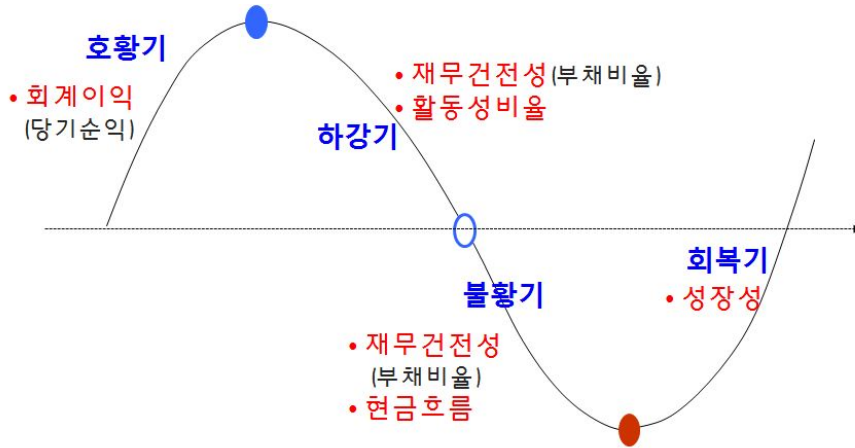 호황기
• 회계이익
(당기순익)
• 재무건전성(부채비율)
• 활동성비율
하강기
회복기
• 성장성
불황기
• 재무건전성
(부채비율)
• 현금흐름